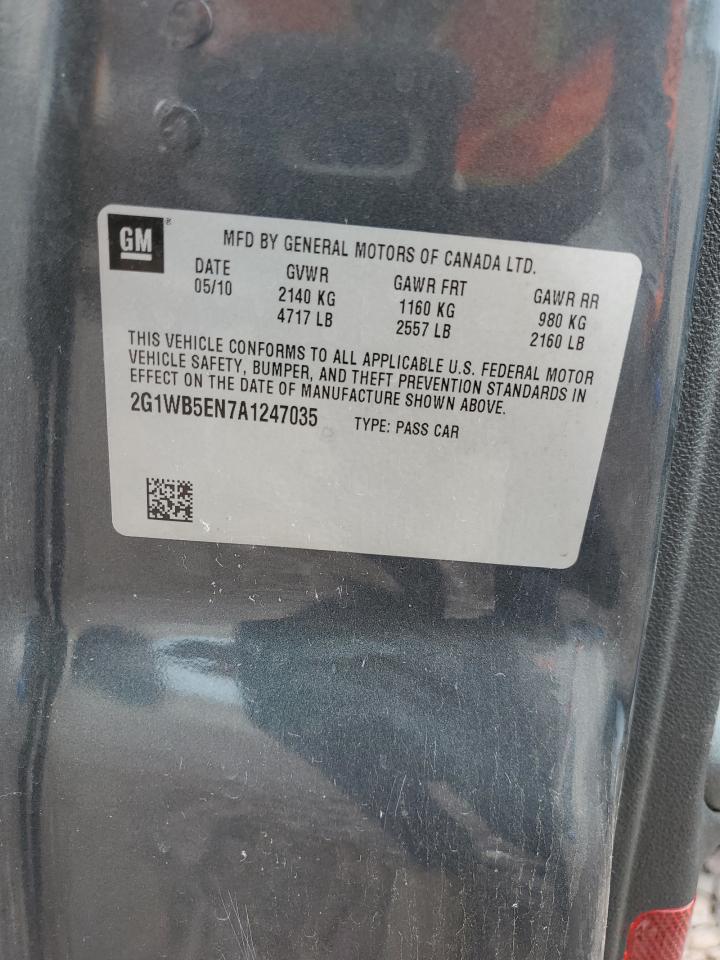 GM®
MFD BY GENERAL MOTORS OF CANADA LTD.
DATE GVWR GAWR FRT GAWR RR
05/10 2140 KG 1160 KG 980 KG
4717 LB 2557 LB 2160 LB
THIS VEHICLE CONFORMS TO ALL APPLICABLE U.S. FEDERAL MOTOR
VEHICLE SAFETY, BUMPER, AND THEFT PREVENTION STANDARDS IN
EFFECT ON THE DATE OF MANUFACTURE SHOWN ABOVE.
2G1WB5EN7A1247035 TYPE: PASS CAR